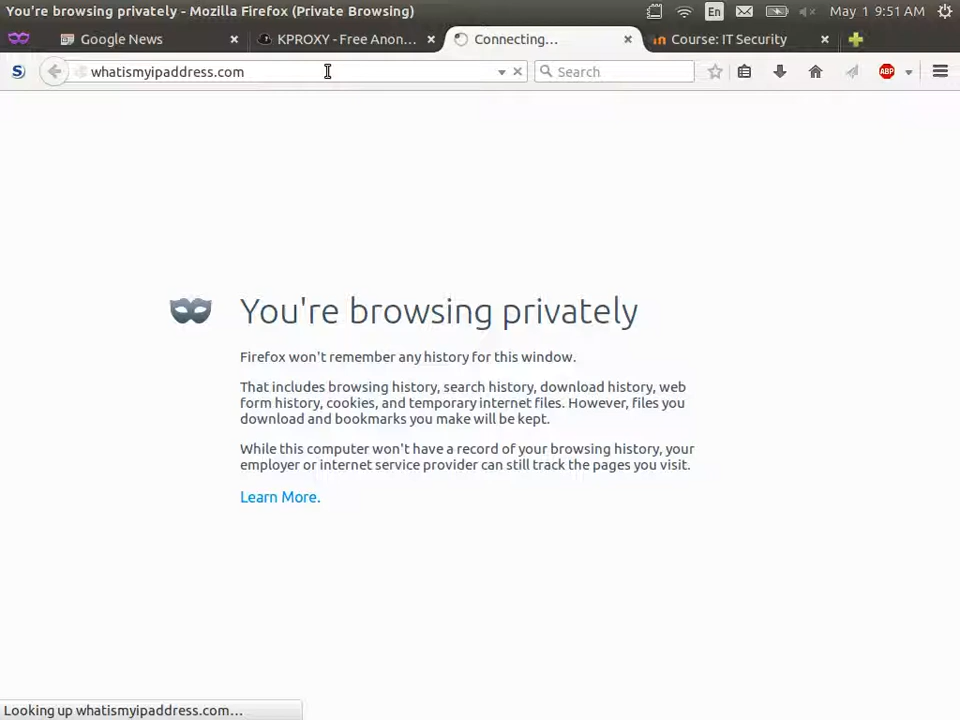 You're browsing privately - Mozilla Firefox (Private Browsing)
En
May 1 9:51 AM
Google News
KPROXY - Free Anon...
Connecting...
Course: IT Security
S
whatismyipaddress.com
Search
ABP
You're browsing privately
Firefox won't remember any history for this window.
That includes browsing history, search history, download history, web
form history, cookies, and temporary internet files. However, files you
download and bookmarks you make will be kept.
While this computer won't have a record of your browsing history, your
employer or internet service provider can still track the pages you visit.
Learn More.
Looking up whatismyipaddress.com...